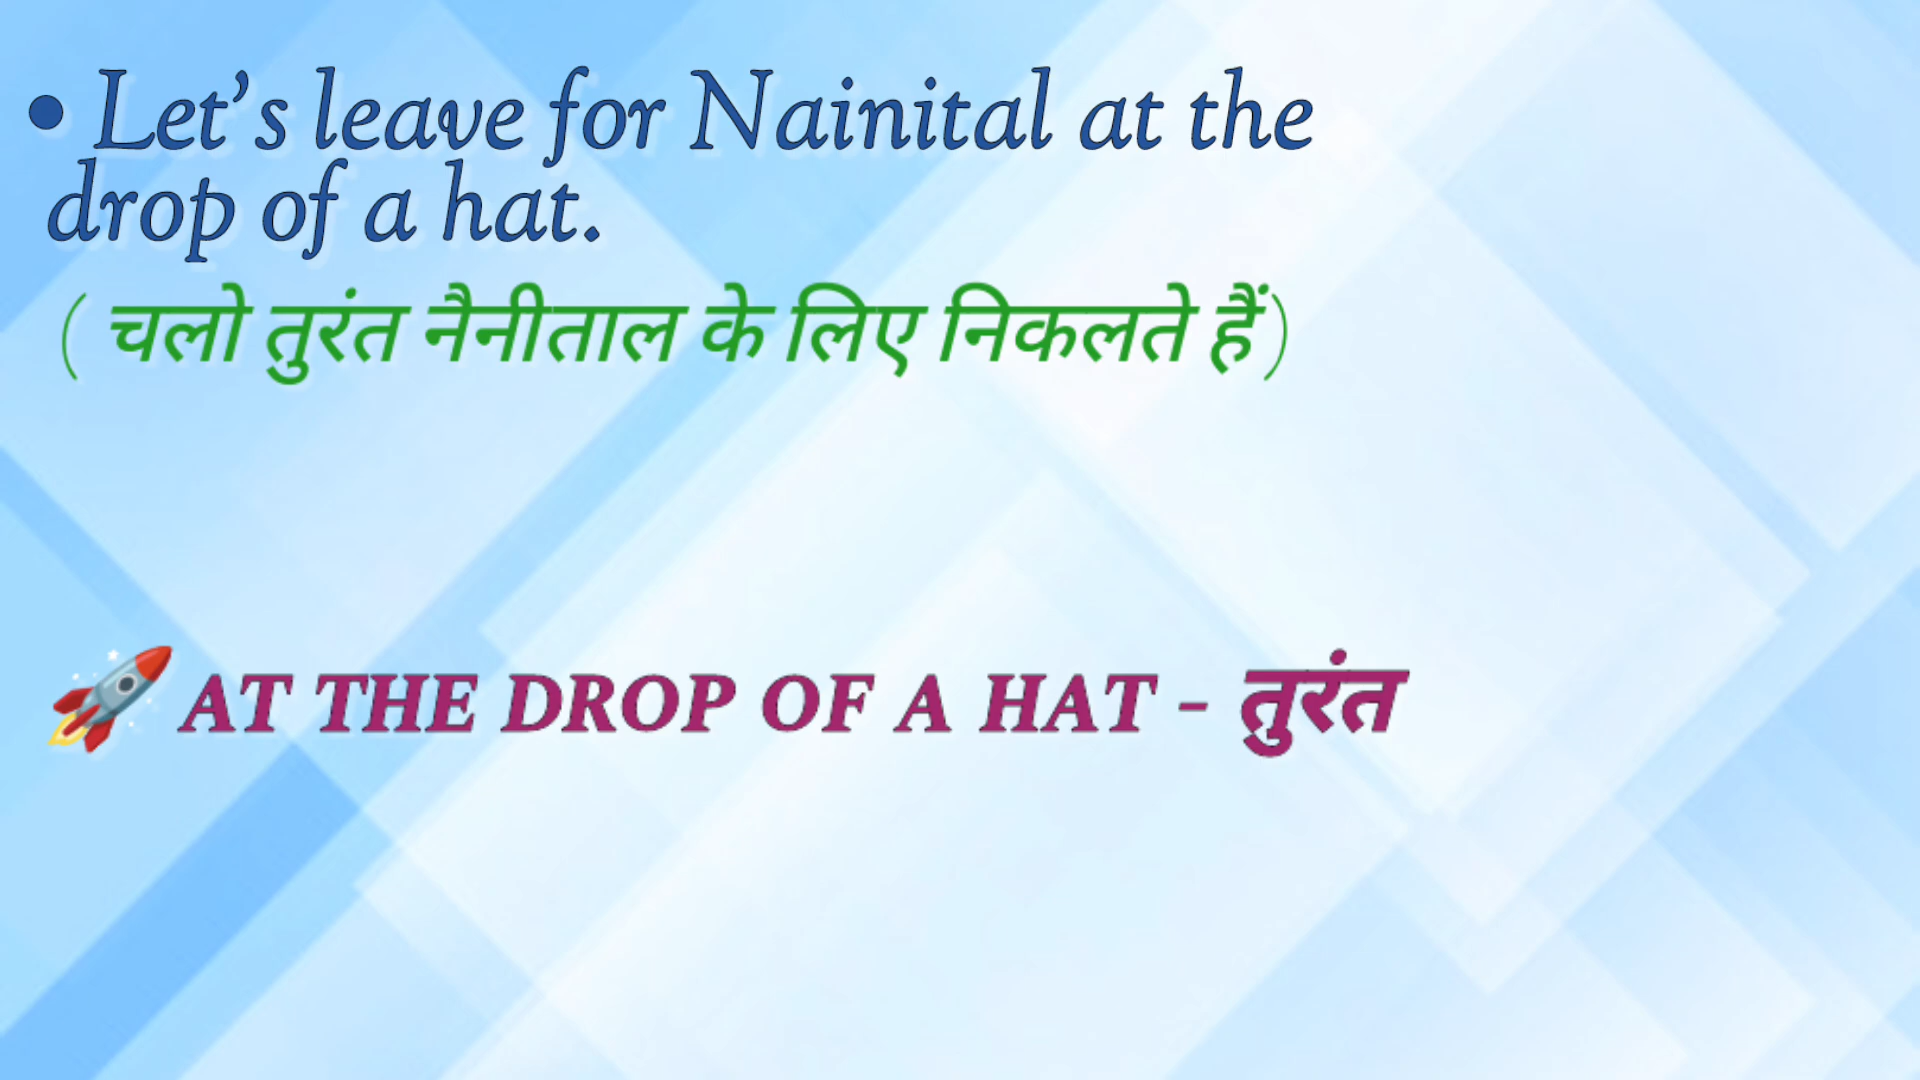 • Let's leave for Nainital at the
drop of a hat.
( चलो तुरंत नैनीताल के लिए निकलते हैं)
🚀 AT THE DROP OF A HAT - तुरंत